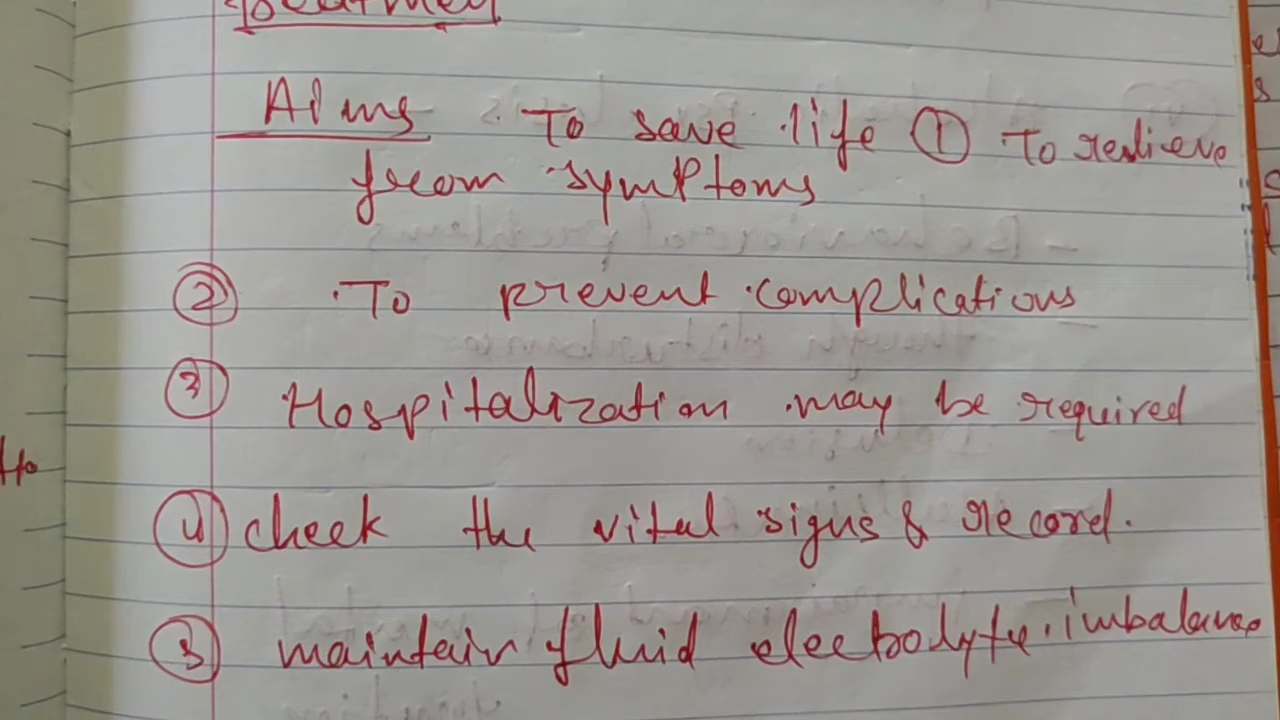 Aims : To save life ① To relieve
from symptoms
② To prevent complications
③ Hospitalization may be required
④ check the vital signs & record.
⑤ maintain fluid electrolyte imbalance